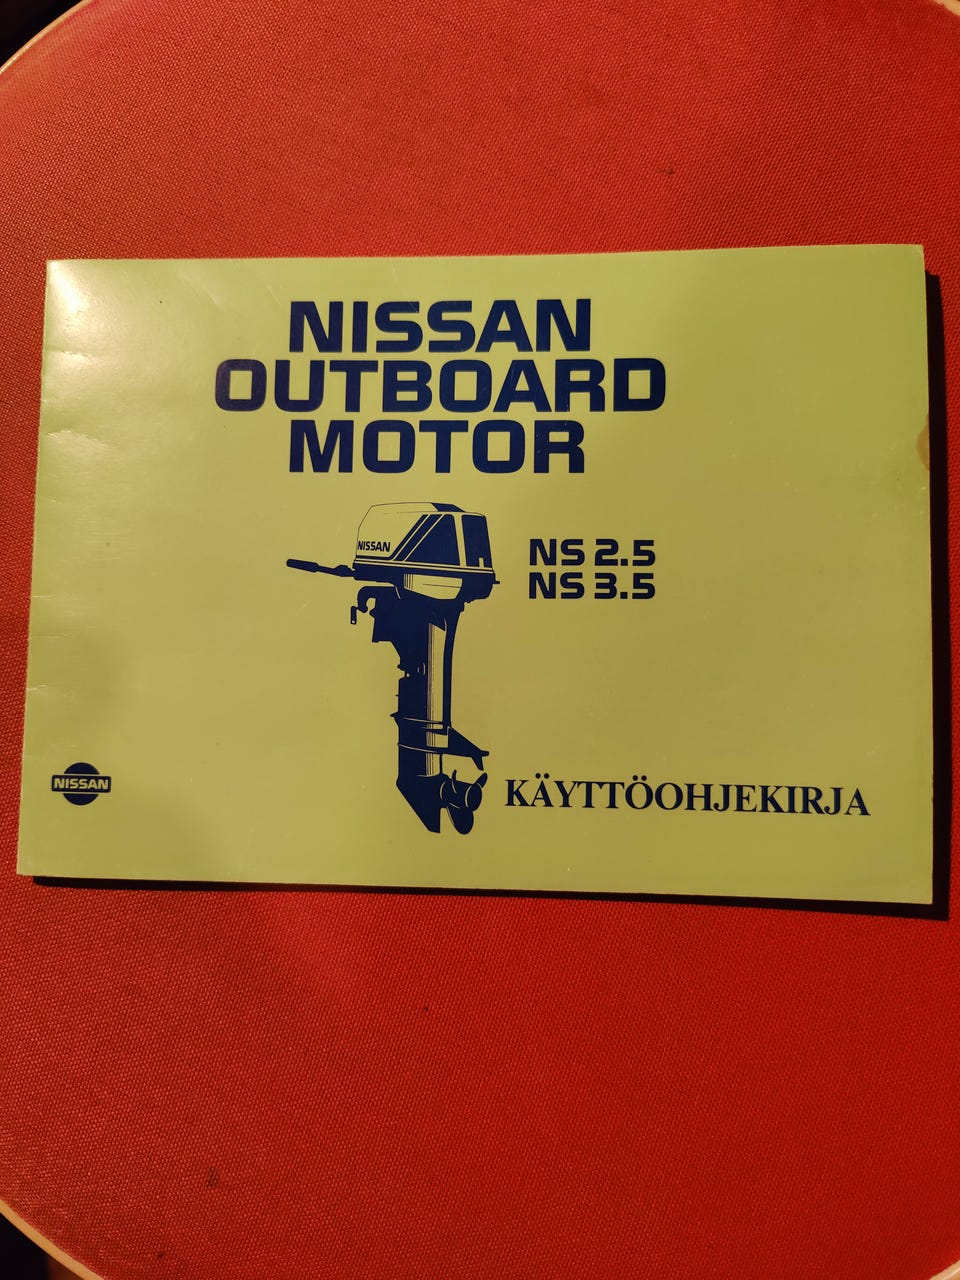 NISSAN
OUTBOARD
MOTOR
NISSAN
NS 2.5
NS 3.5
NISSAN
KÄYTTÖOHJEKIRJA